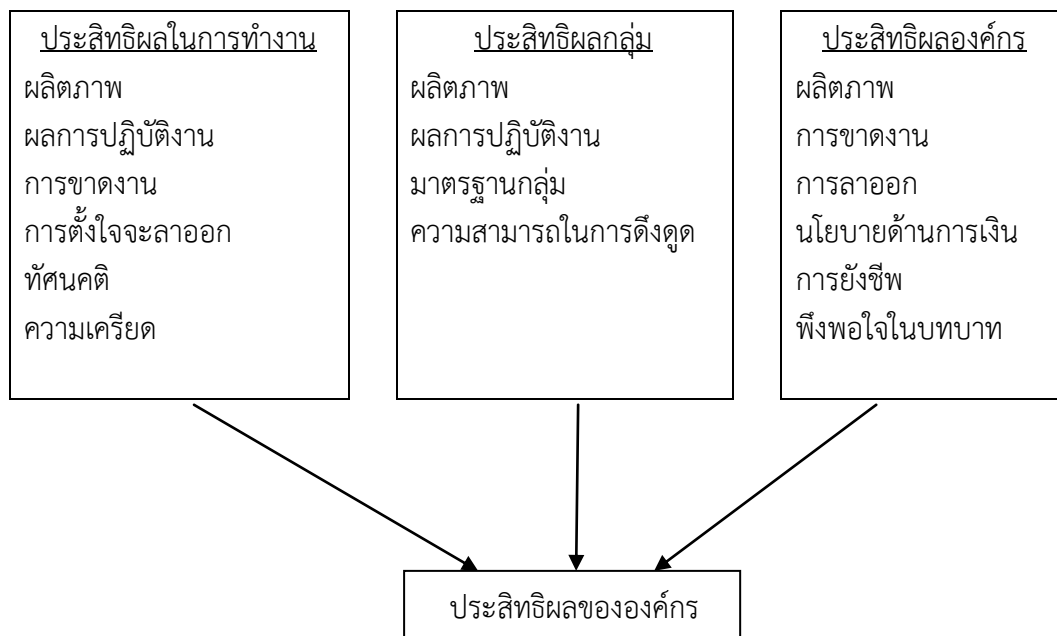 ประสิทธิผลในการทำงาน
ผลิตภาพ
ผลการปฏิบัติงาน
การขาดงาน
การตั้งใจจะลาออก
ทัศนคติ
ความเครียด
ประสิทธิผลกลุ่ม
ผลิตภาพ
ผลการปฏิบัติงาน
มาตรฐานกลุ่ม
ความสามารถในการดึงดูด
ประสิทธิผลองค์กร
ผลิตภาพ
การขาดงาน
การลาออก
นโยบายด้านการเงิน
การยังชีพ
พึงพอใจในบทบาท
ประสิทธิผลขององค์กร